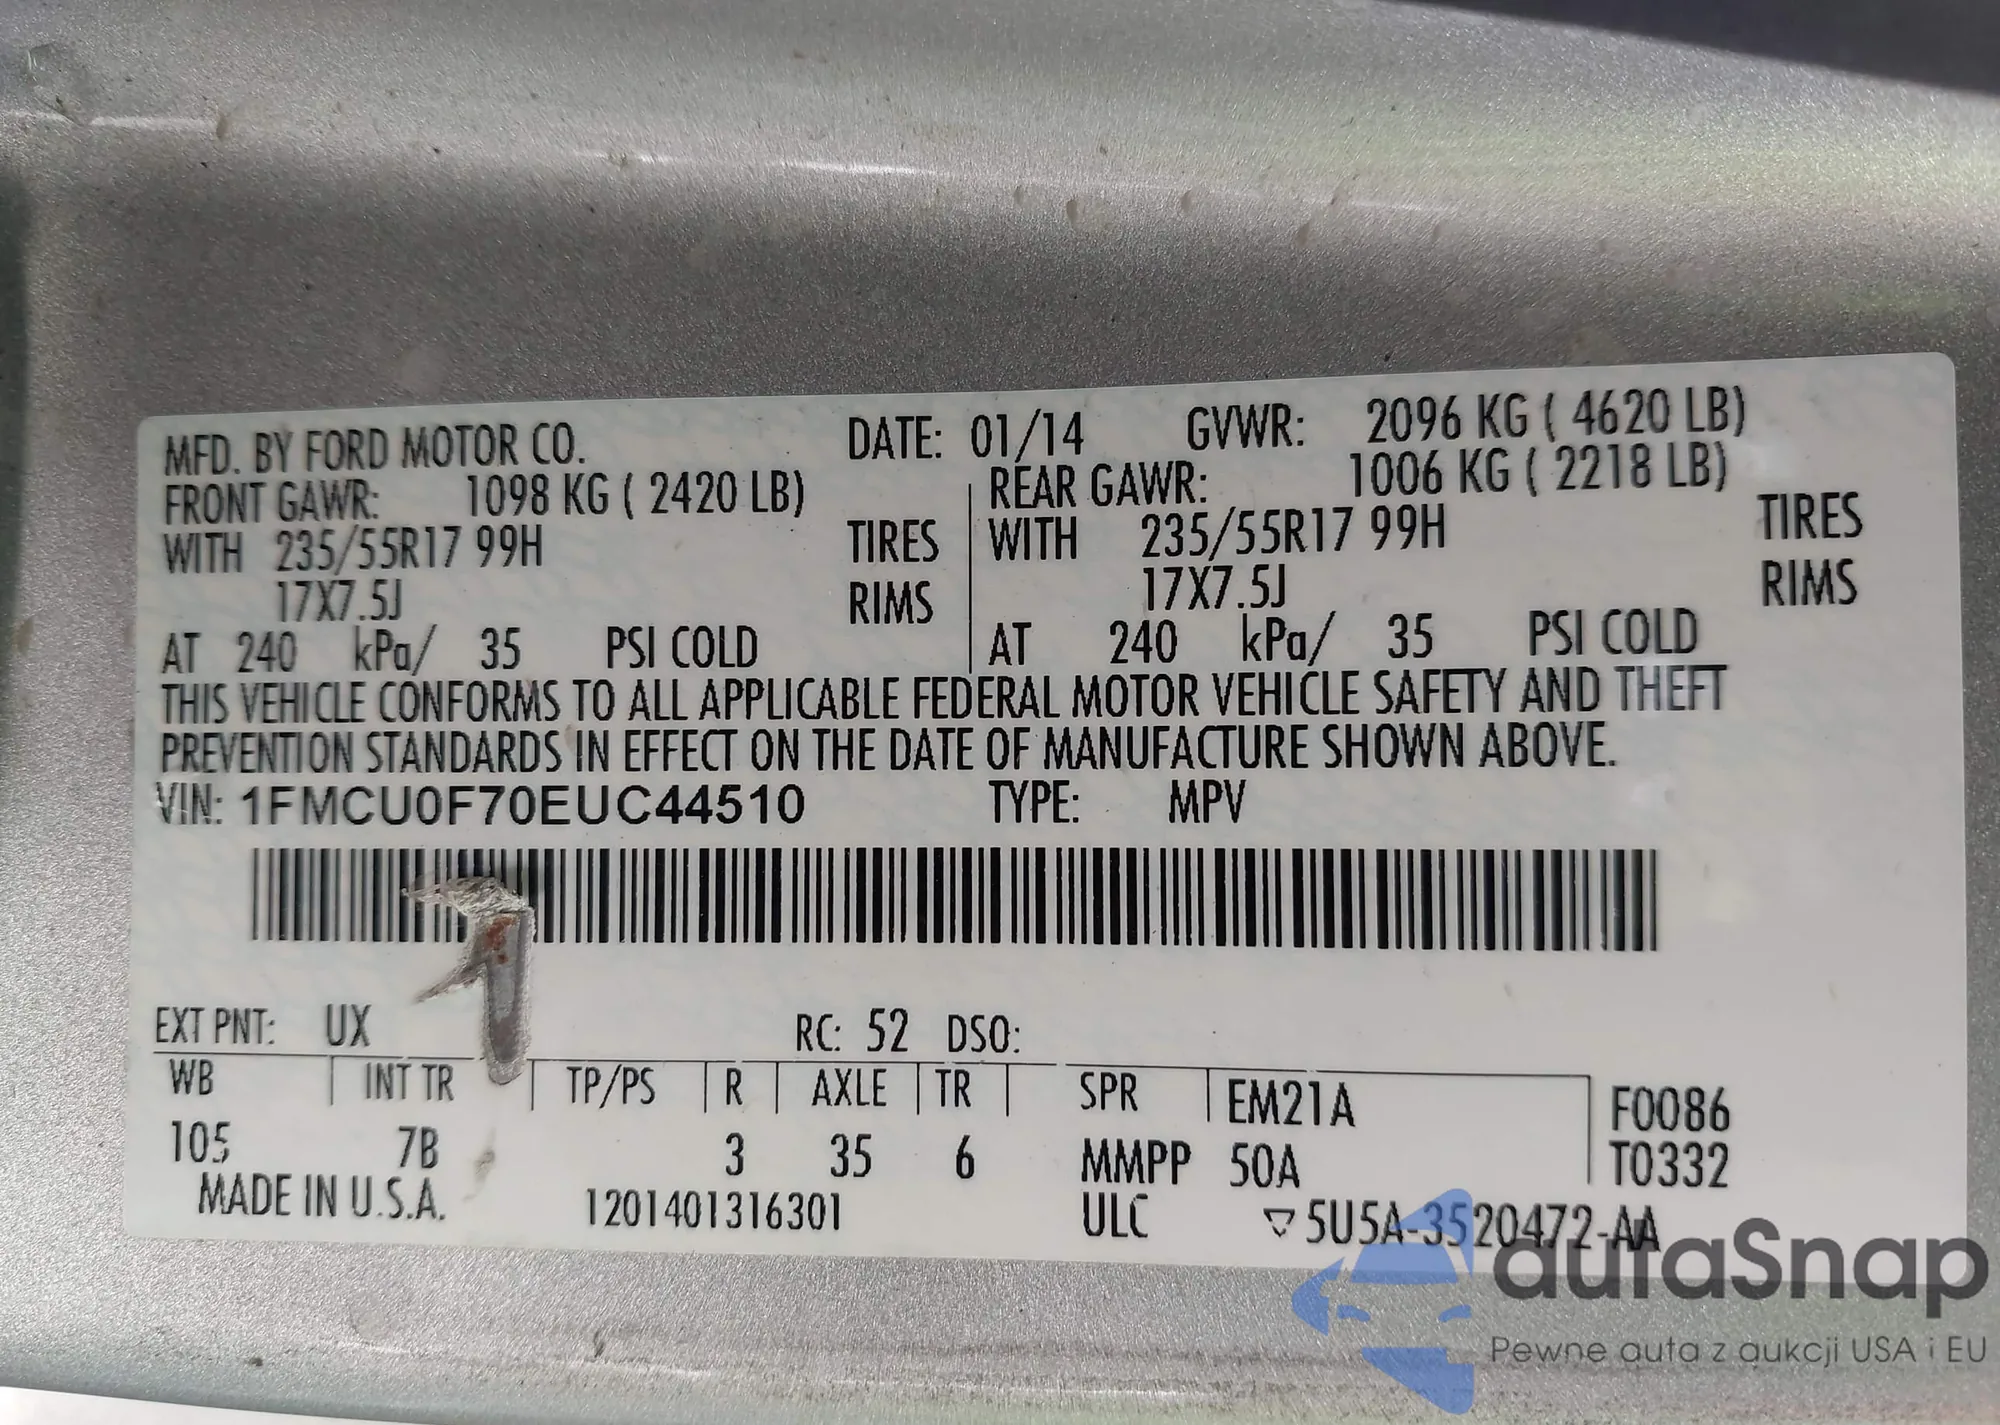 MFD. BY FORD MOTOR CO. DATE: 01/14 GVWR: 2096 KG ( 4620 LB)
FRONT GAWR: 1098 KG ( 2420 LB) REAR GAWR: 1006 KG ( 2218 LB)
WITH 235/55R17 99H TIRES WITH 235/55R17 99H TIRES
17X7.5J RIMS 17X7.5J RIMS
AT 240 kPa/ 35 PSI COLD AT 240 kPa/ 35 PSI COLD
THIS VEHICLE CONFORMS TO ALL APPLICABLE FEDERAL MOTOR VEHICLE SAFETY AND THEFT
PREVENTION STANDARDS IN EFFECT ON THE DATE OF MANUFACTURE SHOWN ABOVE.
VIN: 1FMCU0F70EUC44510 TYPE: MPV
EXT PNT: UX RC: 52 DSO:
WB INT TR TP/PS R AXLE TR SPR EM21A F0086
105 7B 3 35 6 MMPP 50A T0332
MADE IN U.S.A. 1201401316301 ULC ▽5U5A-3520472-AA
autaSnap
Pewne auta z aukcji USA i EU